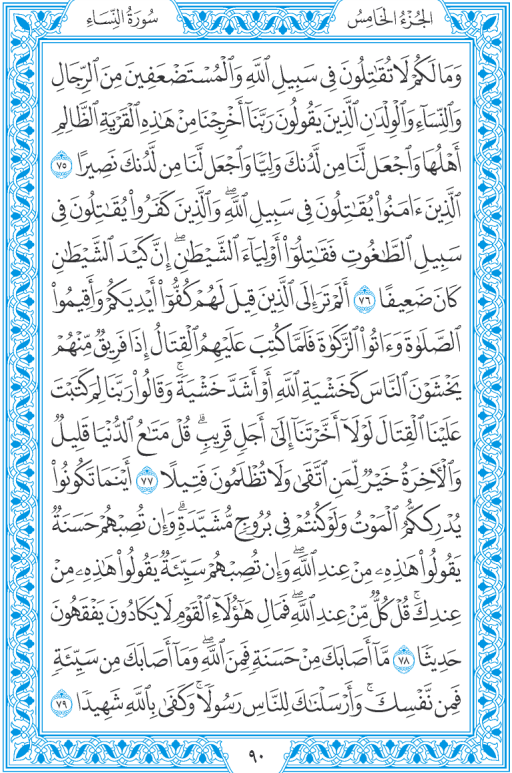 الجُزْءُ الخَامِسُ
سُورَةُ النِّسَاءِ
وَمَا لَكُمْ لَا تُقَٰتِلُونَ فِى سَبِيلِ ٱللَّهِ وَٱلْمُسْتَضْعَفِينَ مِنَ ٱلرِّجَالِ
وَٱلنِّسَآءِ وَٱلْوِلْدَٰنِ ٱلَّذِينَ يَقُولُونَ رَبَّنَآ أَخْرِجْنَا مِنْ هَٰذِهِ ٱلْقَرْيَةِ ٱلظَّالِمِ
أَهْلُهَا وَٱجْعَل لَّنَا مِن لَّدُنكَ وَلِيًّا وَٱجْعَل لَّنَا مِن لَّدُنكَ نَصِيرًا ٧٥
ٱلَّذِينَ ءَامَنُوا۟ يُقَٰتِلُونَ فِى سَبِيلِ ٱللَّهِ ۖ وَٱلَّذِينَ كَفَرُوا۟ يُقَٰتِلُونَ فِى
سَبِيلِ ٱلطَّٰغُوتِ فَقَٰتِلُوٓا۟ أَوْلِيَآءَ ٱلشَّيْطَٰنِ ۖ إِنَّ كَيْدَ ٱلشَّيْطَٰنِ
كَانَ ضَعِيفًا ٧٦ أَلَمْ تَرَ إِلَى ٱلَّذِينَ قِيلَ لَهُمْ كُفُّوٓا۟ أَيْدِيَكُمْ وَأَقِيمُوا۟
ٱلصَّلَوٰةَ وَءَاتُوا۟ ٱلزَّكَوٰةَ فَلَمَّا كُتِبَ عَلَيْهِمُ ٱلْقِتَالُ إِذَا فَرِيقٌ مِّنْهُمْ
يَخْشَوْنَ ٱلنَّاسَ كَخَشْيَةِ ٱللَّهِ أَوْ أَشَدَّ خَشْيَةً ۚ وَقَالُوا۟ رَبَّنَا لِمَ كَتَبْتَ
عَلَيْنَا ٱلْقِتَالَ لَوْلَآ أَخَّرْتَنَآ إِلَىٰٓ أَجَلٍ قَرِيبٍ ۗ قُلْ مَتَٰعُ ٱلدُّنْيَا قَلِيلٌ
وَٱلْءَاخِرَةُ خَيْرٌ لِّمَنِ ٱتَّقَىٰ وَلَا تُظْلَمُونَ فَتِيلًا ٧٧ أَيْنَمَا تَكُونُوا۟
يُدْرِككُّمُ ٱلْمَوْتُ وَلَوْ كُنتُمْ فِى بُرُوجٍ مُّشَيَّدَةٍ ۗ وَإِن تُصِبْهُمْ حَسَنَةٌ
يَقُولُوا۟ هَٰذِهِۦ مِنْ عِندِ ٱللَّهِ ۖ وَإِن تُصِبْهُمْ سَيِّئَةٌ يَقُولُوا۟ هَٰذِهِۦ مِنْ
عِندِكَ ۚ قُلْ كُلٌّ مِّنْ عِندِ ٱللَّهِ ۖ فَمَالِ هَٰٓؤُلَآءِ ٱلْقَوْمِ لَا يَكَادُونَ يَفْقَهُونَ
حَدِيثًا ٧٨ مَّآ أَصَابَكَ مِنْ حَسَنَةٍ فَمِنَ ٱللَّهِ ۖ وَمَآ أَصَابَكَ مِن سَيِّئَةٍ
فَمِن نَّفْسِكَ ۚ وَأَرْسَلْنَٰكَ لِلنَّاسِ رَسُولًا ۚ وَكَفَىٰ بِٱللَّهِ شَهِيدًا ٧٩
٩٠